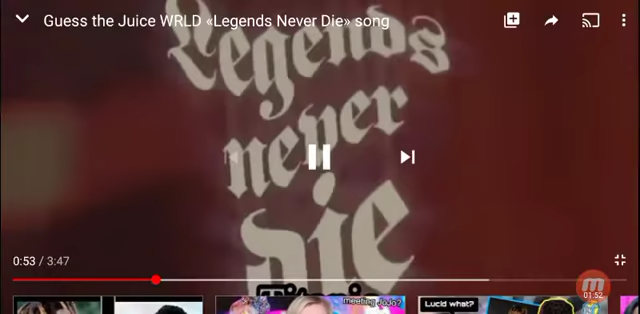 Guess the Juice WRLD «Legends Never Die» song
Legends
never
die
0:53 / 3:47
01:52
meeting JoJo?
Lucid what?